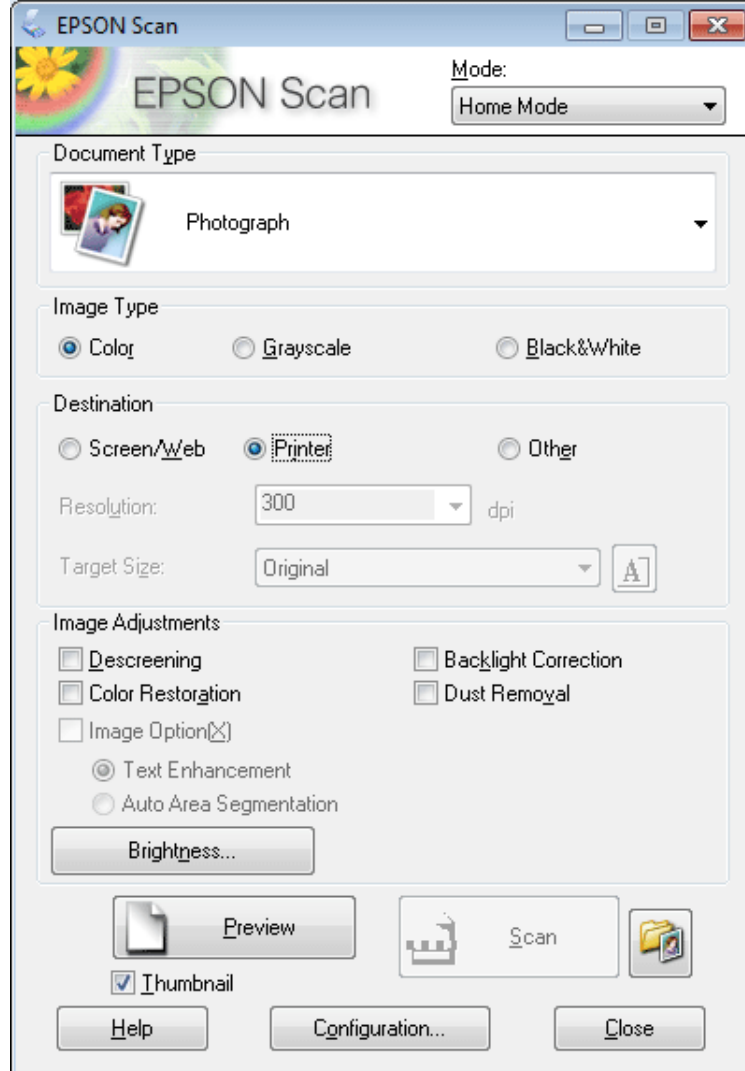 EPSON Scan
EPSON Scan
Mode:
Home Mode
Document Type
Photograph
Image Type
Color Grayscale Black&White
Destination
Screen/Web Printer Other
Resolution: 300 dpi
Target Size: Original A
Image Adjustments
Descreening Backlight Correction
Color Restoration Dust Removal
Image Option(X)
Text Enhancement
Auto Area Segmentation
Brightness...
Preview Scan
Thumbnail
Help Configuration... Close